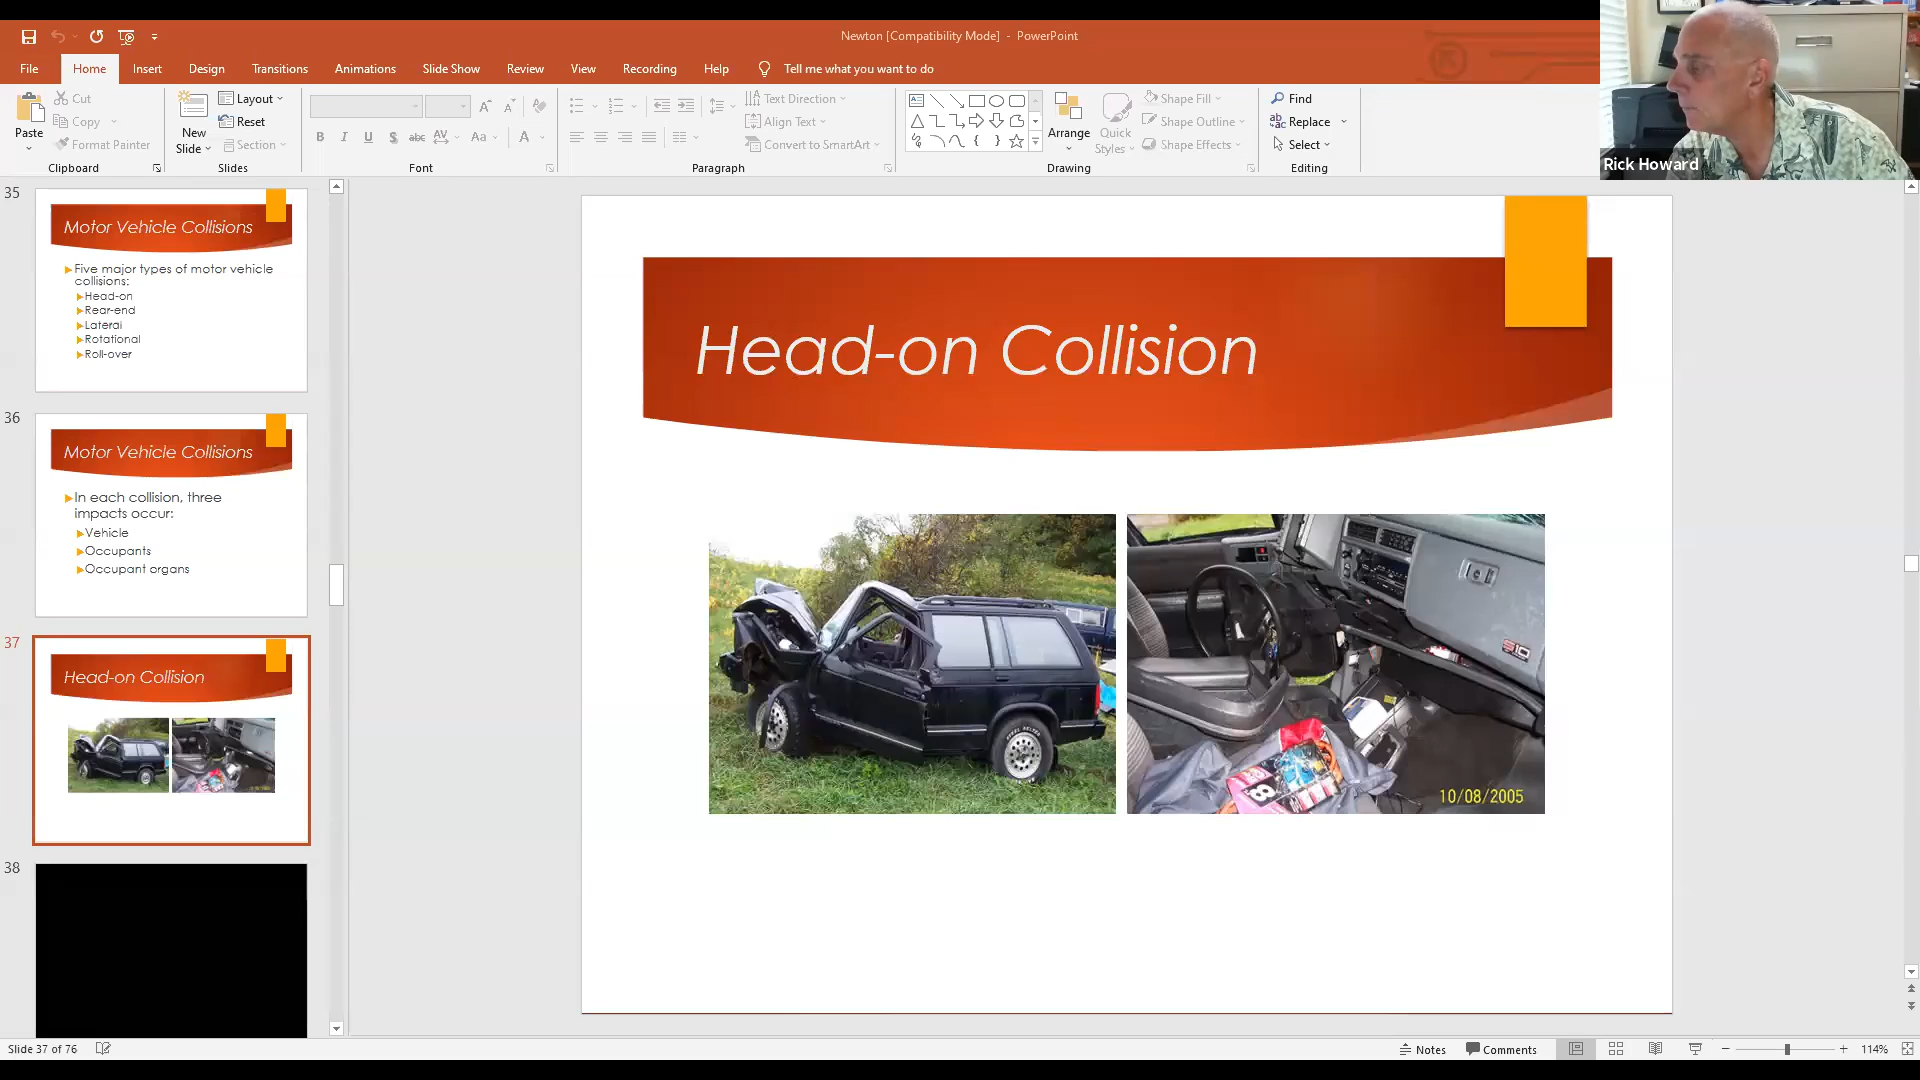 Newton [Compatibility Mode] - PowerPoint
File Home Insert Design Transitions Animations Slide Show Review View Recording Help Tell me what you want to do
Paste
Cut
Copy
Format Painter
Clipboard
New Slide
Layout
Reset
Section
Slides
B I U S abc AV Aa A
Font
Text Direction
Align Text
Convert to SmartArt
Paragraph
Arrange
Quick Styles
Shape Fill
Shape Outline
Shape Effects
Drawing
Find
Replace
Select
Editing
Rick Howard
35
Motor Vehicle Collisions
Five major types of motor vehicle
collisions:
Head-on
Rear-end
Lateral
Rotational
Roll-over
36
Motor Vehicle Collisions
In each collision, three
impacts occur:
Vehicle
Occupants
Occupant organs
37
Head-on Collision
38
Head-on Collision
S10
8
10/08/2005
Slide 37 of 76
Notes
Comments
114%